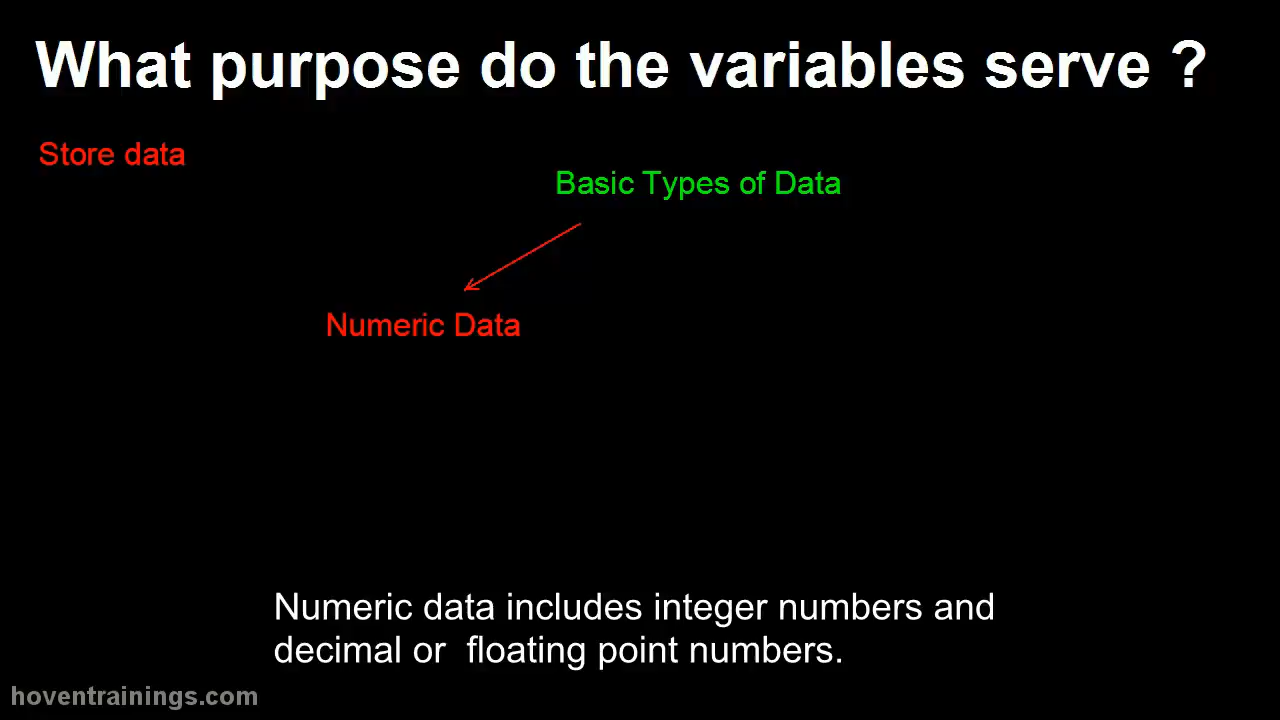 What purpose do the variables serve ?
Store data
Basic Types of Data
Numeric Data
Numeric data includes integer numbers and
decimal or  floating point numbers.
hoventrainings.com